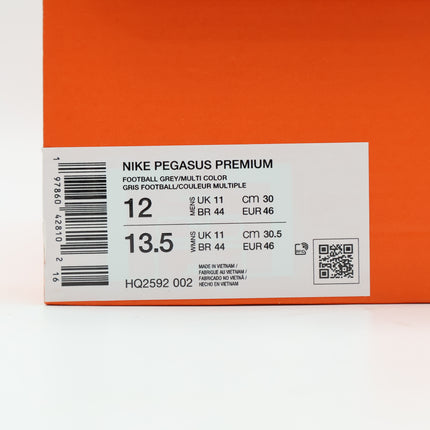 NIKE PEGASUS PREMIUM
FOOTBALL GREY/MULTI COLOR
GRIS FOOTBALL/COULEUR MULTIPLE
12 MENS UK 11 cm 30
BR 44 EUR 46
13.5 WMNS UK 11 cm 30.5
BR 44 EUR 46
MADE IN VIETNAM /
FABRIQUE AU VIETNAM /
FABRICADO NO VIETNÃ /
HECHO EN VIETNAM
HQ2592 002
1 97860 42810 2 16